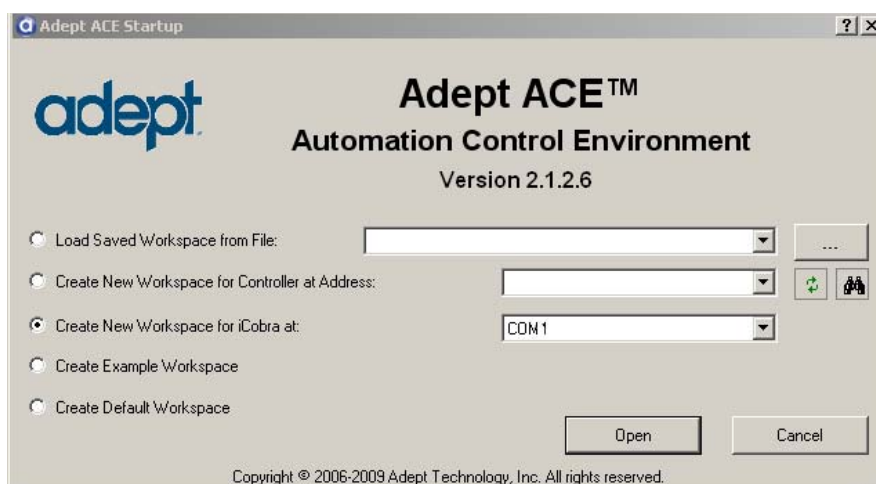 Adept ACE Startup
adept
Adept ACE™
Automation Control Environment
Version 2.1.2.6
Load Saved Workspace from File:
...
Create New Workspace for Controller at Address:
Create New Workspace for iCobra at:
COM1
Create Example Workspace
Create Default Workspace
Open
Cancel
Copyright © 2006-2009 Adept Technology, Inc. All rights reserved.